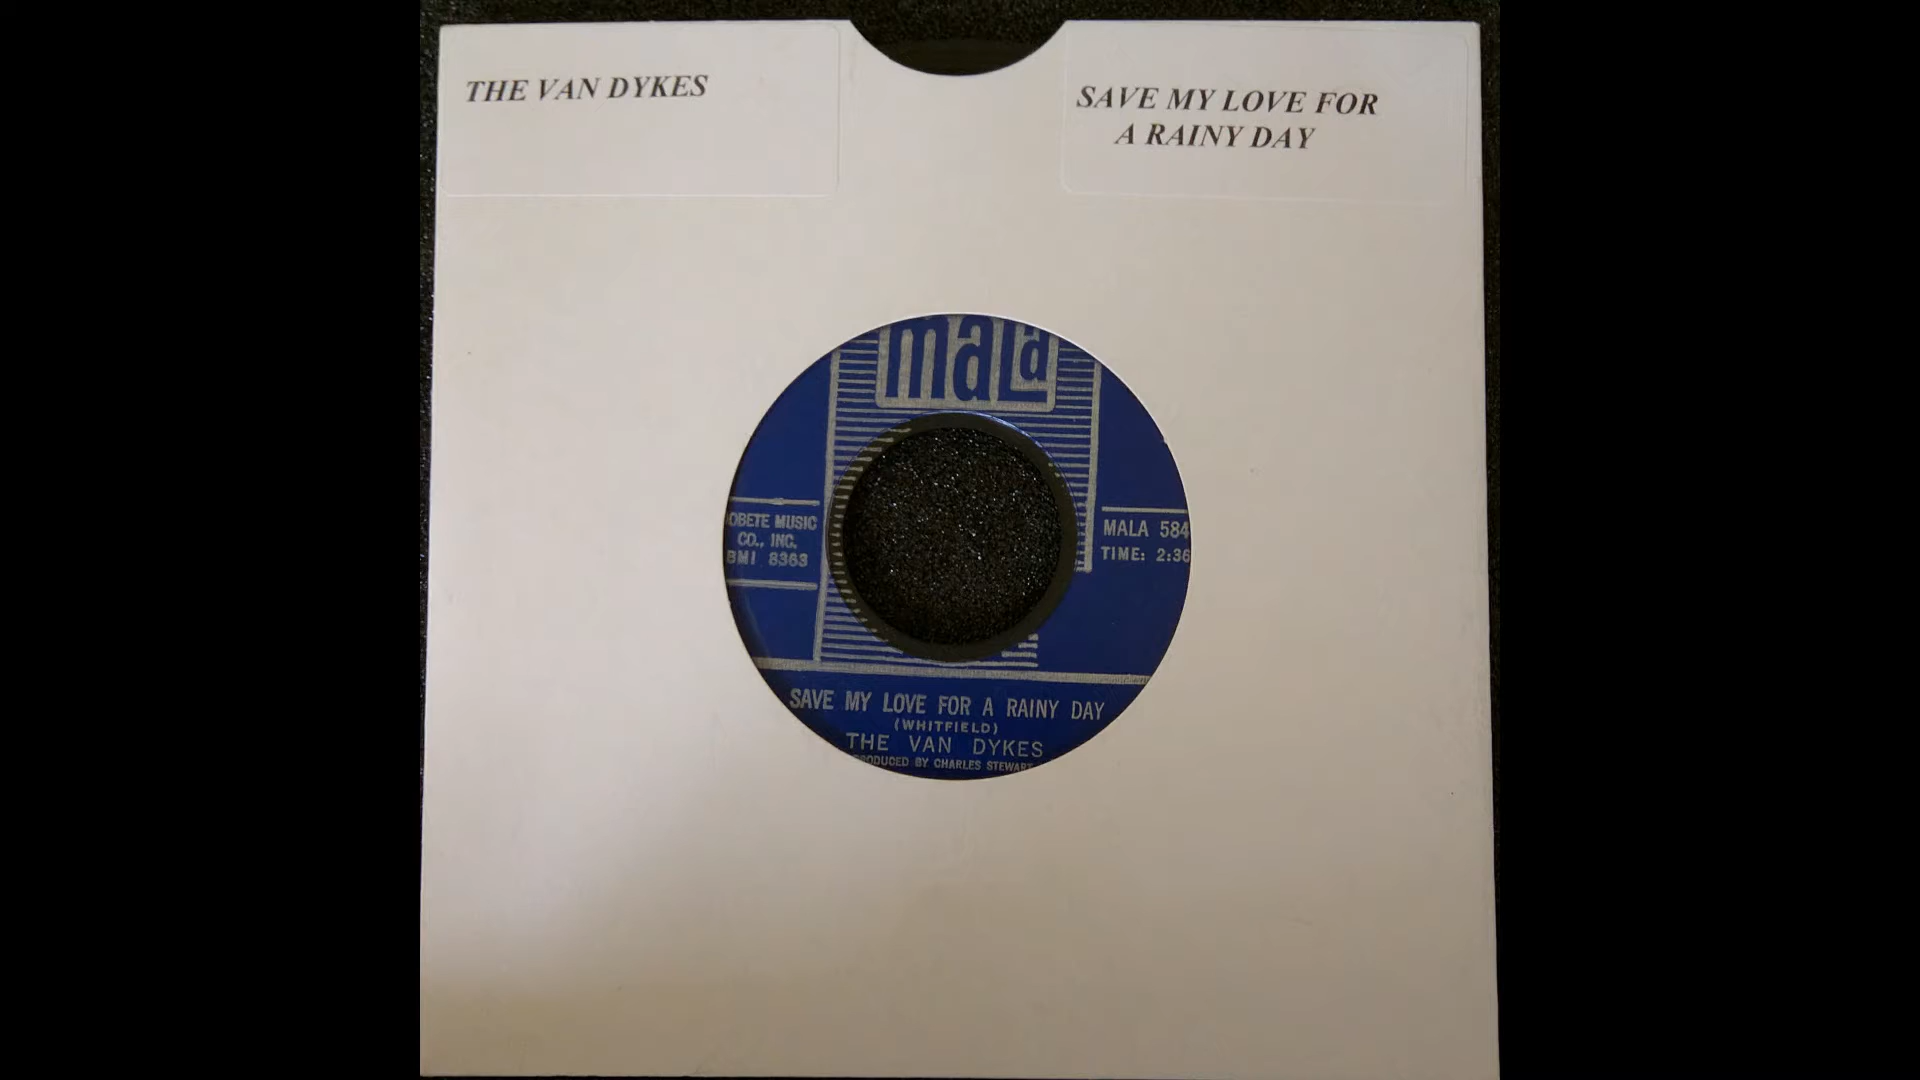 THE VAN DYKES
SAVE MY LOVE FOR
A RAINY DAY
mala
OBETE MUSIC
CO., INC.
BMI 8363
MALA 584
TIME: 2:36
SAVE MY LOVE FOR A RAINY DAY
(WHITFIELD)
THE VAN DYKES
RODUCED BY CHARLES STEWART